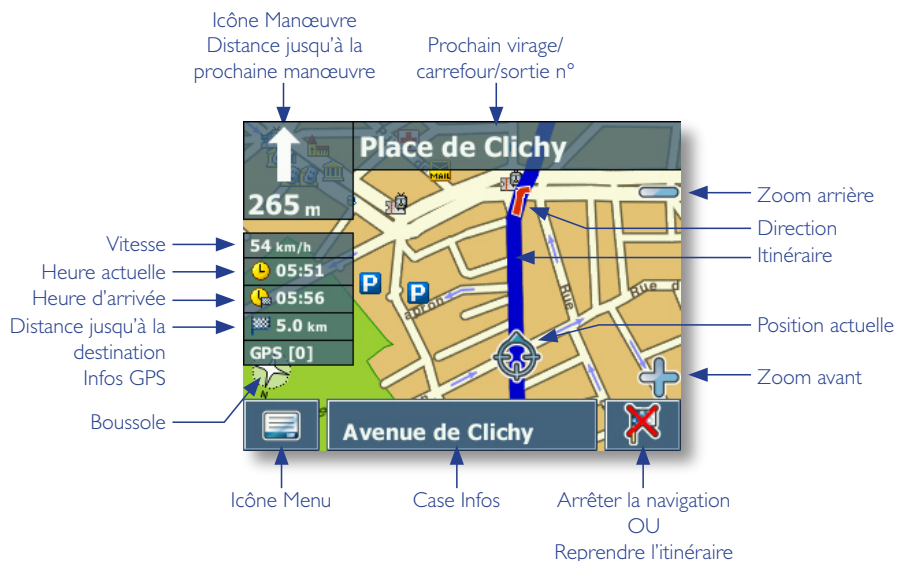 Icône Manœuvre
Distance jusqu'à la
prochaine manœuvre
Prochain virage/
carrefour/sortie n°
Place de Clichy
MAIL
265 m
Zoom arrière
Direction
Itinéraire
Vitesse
54 km/h
Heure actuelle
05:51
Heure d'arrivée
05:56
Distance jusqu'à la
destination
5.0 km
Infos GPS
GPS [0]
P
P
Rue
Rue d
Position actuelle
Zoom avant
Boussole
N
Avenue de Clichy
Icône Menu
Case Infos
Arrêter la navigation
OU
Reprendre l'itinéraire